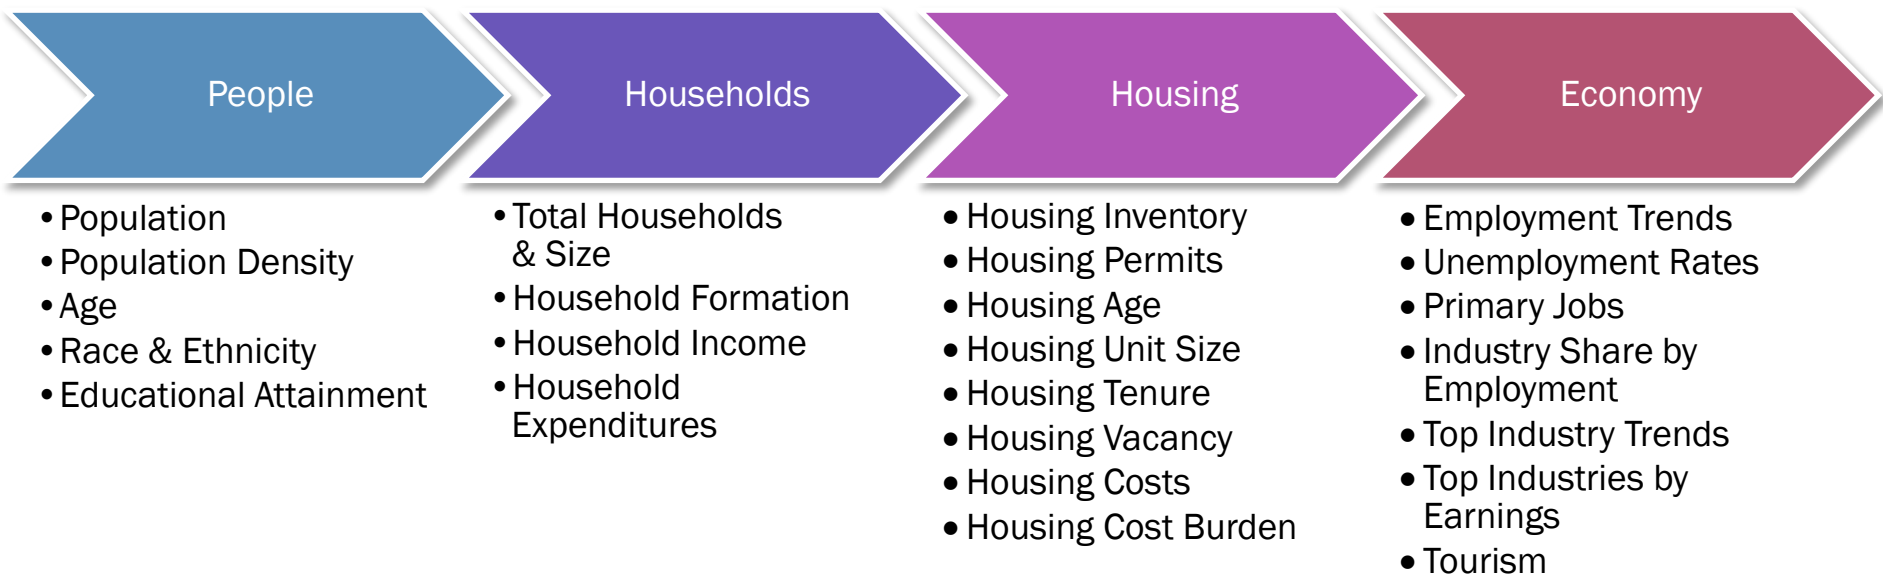 People
• Population
• Population Density
• Age
• Race & Ethnicity
• Educational Attainment
Households
• Total Households
& Size
• Household Formation
• Household Income
• Household
Expenditures
Housing
• Housing Inventory
• Housing Permits
• Housing Age
• Housing Unit Size
• Housing Tenure
• Housing Vacancy
• Housing Costs
• Housing Cost Burden
Economy
• Employment Trends
• Unemployment Rates
• Primary Jobs
• Industry Share by
Employment
• Top Industry Trends
• Top Industries by
Earnings
• Tourism